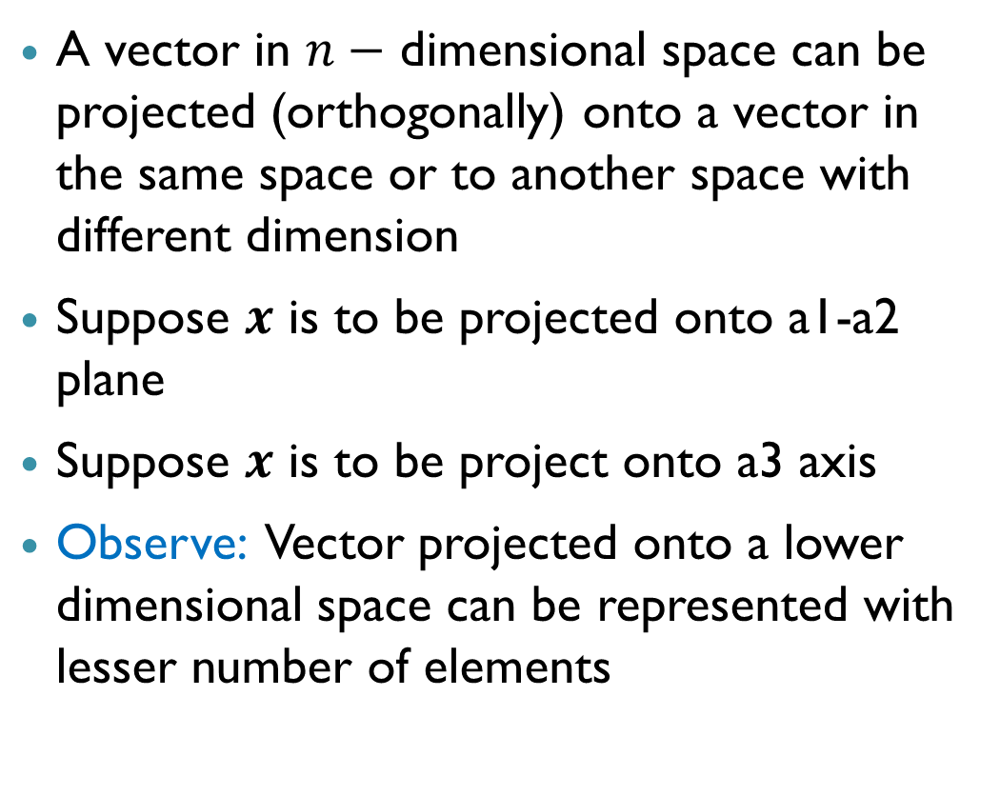 • A vector in n − dimensional space can be
projected (orthogonally) onto a vector in
the same space or to another space with
different dimension
• Suppose x is to be projected onto a1-a2
plane
• Suppose x is to be project onto a3 axis
• Observe: Vector projected onto a lower
dimensional space can be represented with
lesser number of elements